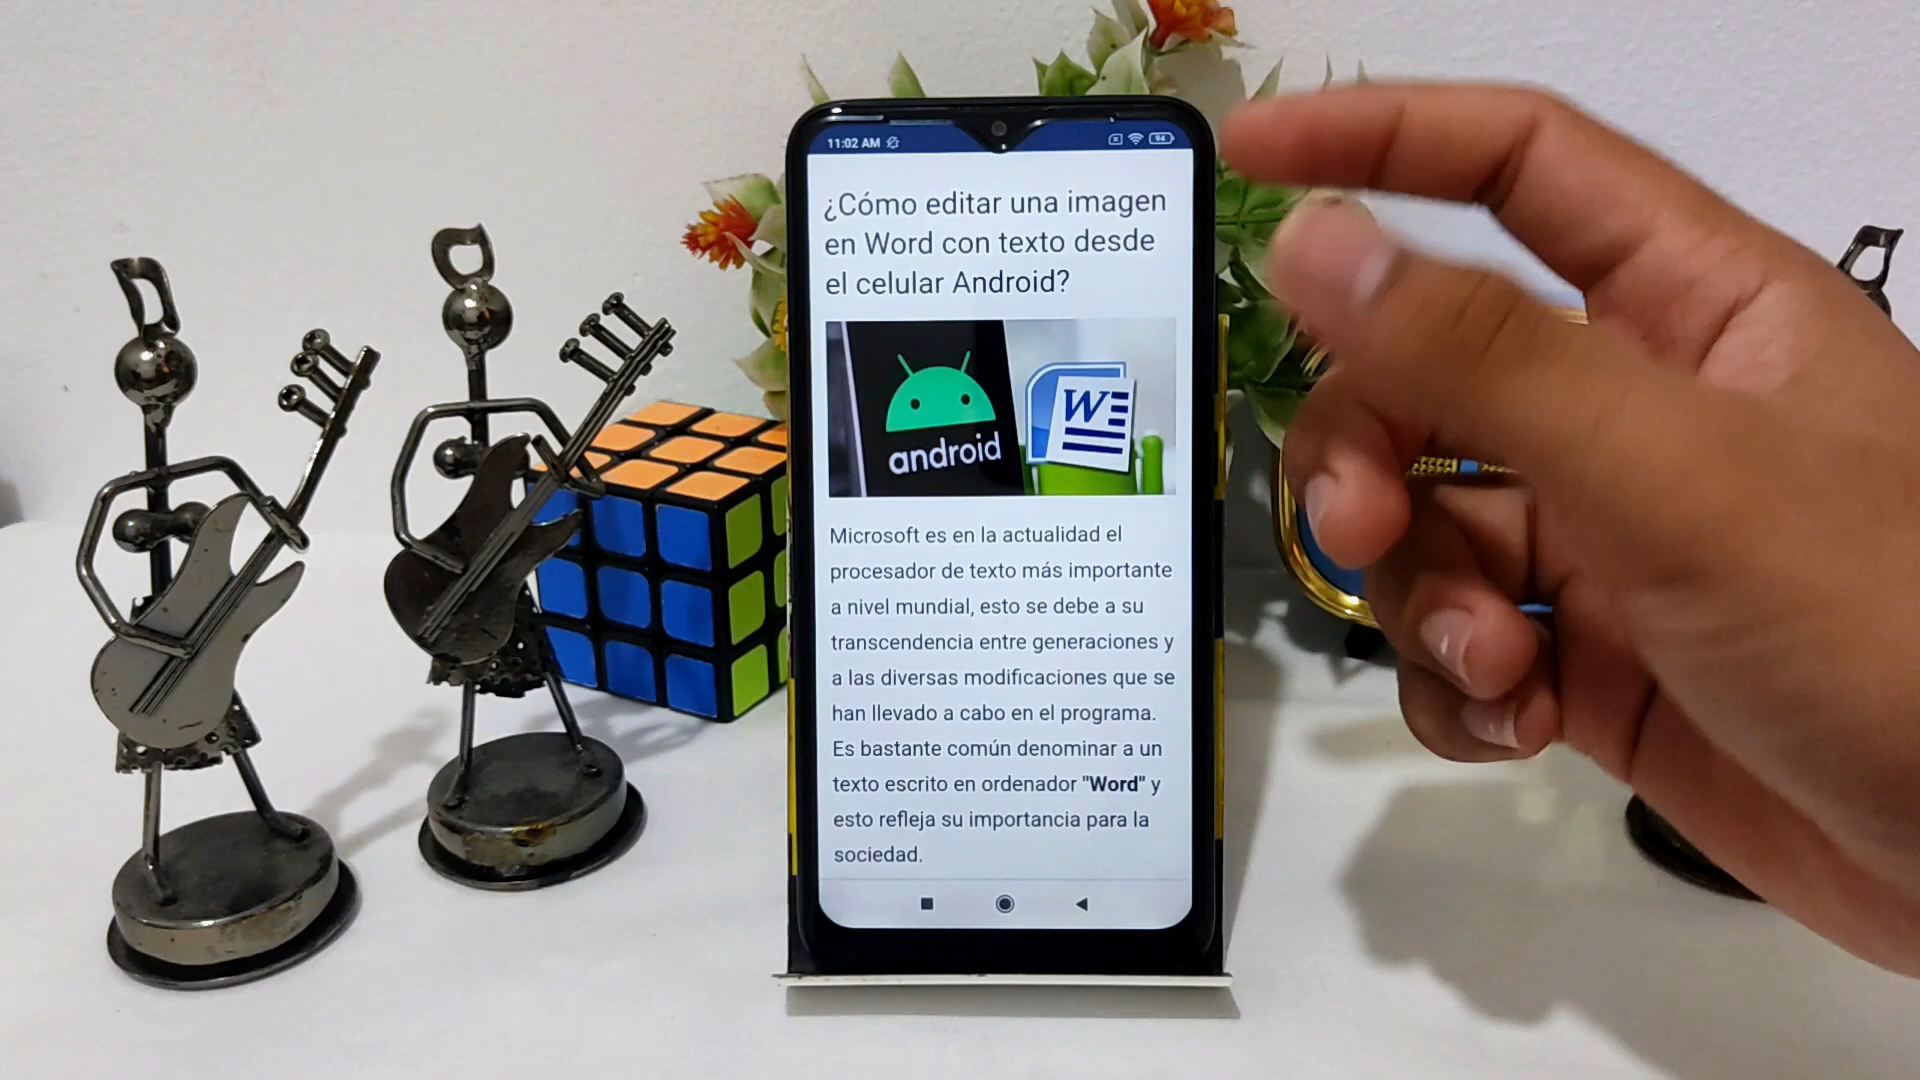 11:02 AM
94
¿Cómo editar una imagen
en Word con texto desde
el celular Android?
android
W
Microsoft es en la actualidad el
procesador de texto más importante
a nivel mundial, esto se debe a su
transcendencia entre generaciones y
a las diversas modificaciones que se
han llevado a cabo en el programa.
Es bastante común denominar a un
texto escrito en ordenador "Word" y
esto refleja su importancia para la
sociedad.